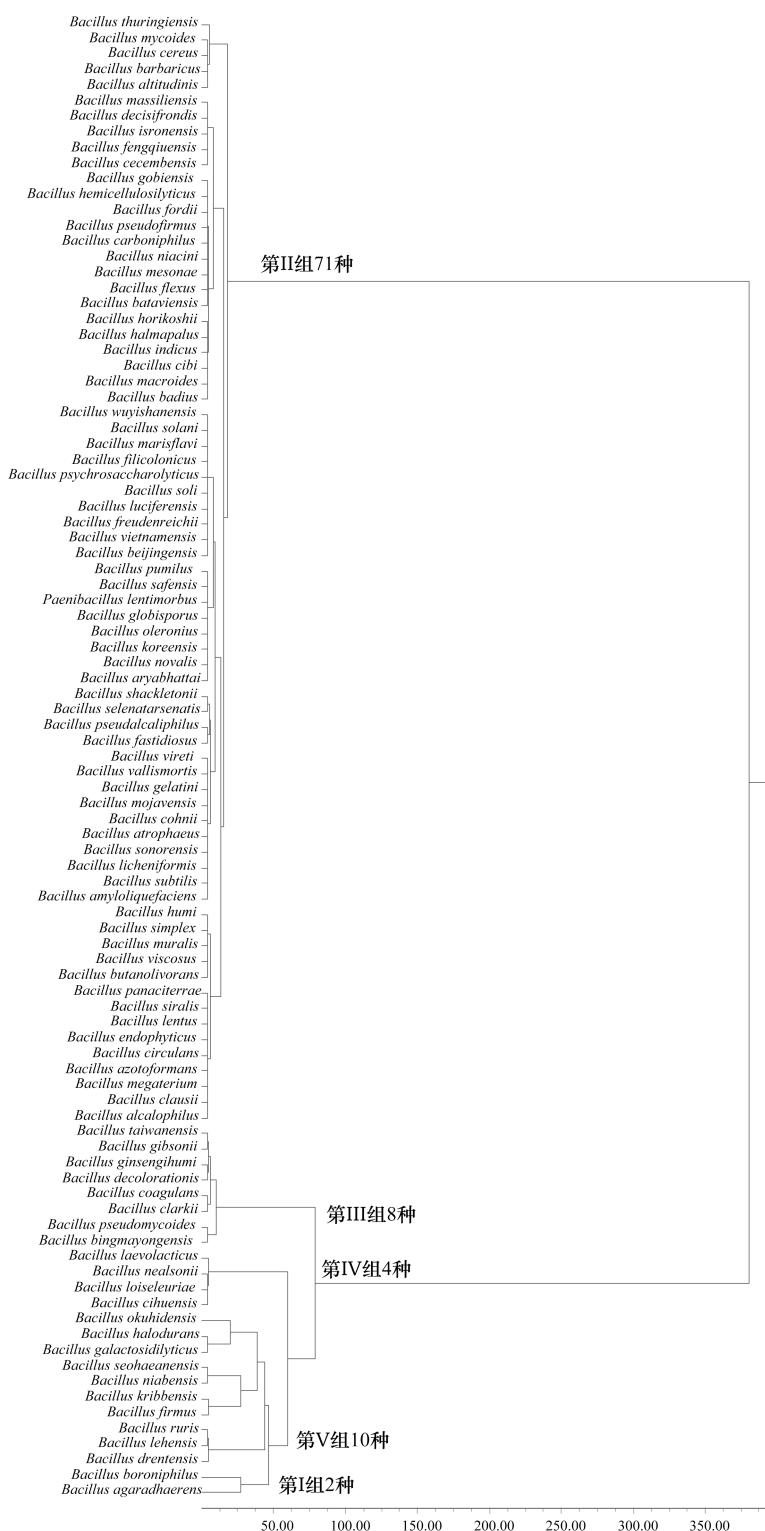 Bacillus thuringiensis
Bacillus mycoides
Bacillus cereus
Bacillus barbaricus
Bacillus altitudinis
Bacillus massiliensis
Bacillus decisifrondis
Bacillus isronensis
Bacillus fengqiuensis
Bacillus cecembensis
Bacillus gobiensis
Bacillus hemicellulosilyticus
Bacillus fordii
Bacillus pseudofirmus
Bacillus carboniphilus
Bacillus niacini
第II组71种
Bacillus mesonae
Bacillus flexus
Bacillus bataviensis
Bacillus horikoshii
Bacillus halmapalus
Bacillus indicus
Bacillus cibi
Bacillus macroides
Bacillus badius
Bacillus wuyishanensis
Bacillus solani
Bacillus marisflavi
Bacillus filicolonicus
Bacillus psychrosaccharolyticus
Bacillus soli
Bacillus luciferensis
Bacillus freudenreichii
Bacillus vietnamensis
Bacillus beijingensis
Bacillus pumilus
Bacillus safensis
Paenibacillus lentimorbus
Bacillus globisporus
Bacillus oleronius
Bacillus koreensis
Bacillus novalis
Bacillus aryabhattai
Bacillus shackletonii
Bacillus selenatarsenatis
Bacillus pseudalcaliphilus
Bacillus fastidiosus
Bacillus vireti
Bacillus vallismortis
Bacillus gelatini
Bacillus mojavensis
Bacillus cohnii
Bacillus atrophaeus
Bacillus sonorensis
Bacillus licheniformis
Bacillus subtilis
Bacillus amyloliquefaciens
Bacillus humi
Bacillus simplex
Bacillus muralis
Bacillus viscosus
Bacillus butanolivorans
Bacillus panaciterrae
Bacillus siralis
Bacillus lentus
Bacillus endophyticus
Bacillus circulans
Bacillus azotoformans
Bacillus megaterium
Bacillus clausii
Bacillus alcalophilus
Bacillus taiwanensis
Bacillus gibsonii
Bacillus ginsengihumi
Bacillus decolorationis
Bacillus coagulans
Bacillus clarkii
第III组8种
Bacillus pseudomycoides
Bacillus bingmayongensis
Bacillus laevolacticus
第IV组4种
Bacillus nealsonii
Bacillus loiseleuriae
Bacillus cihuensis
Bacillus okuhidensis
Bacillus halodurans
Bacillus galactosidilyticus
Bacillus seohaeanensis
Bacillus niabensis
Bacillus kribbensis
Bacillus firmus
Bacillus ruris
第V组10种
Bacillus lehensis
Bacillus drentensis
Bacillus boroniphilus
第I组2种
Bacillus agaradhaerens
50.00 100.00 150.00 200.00 250.00 300.00 350.00